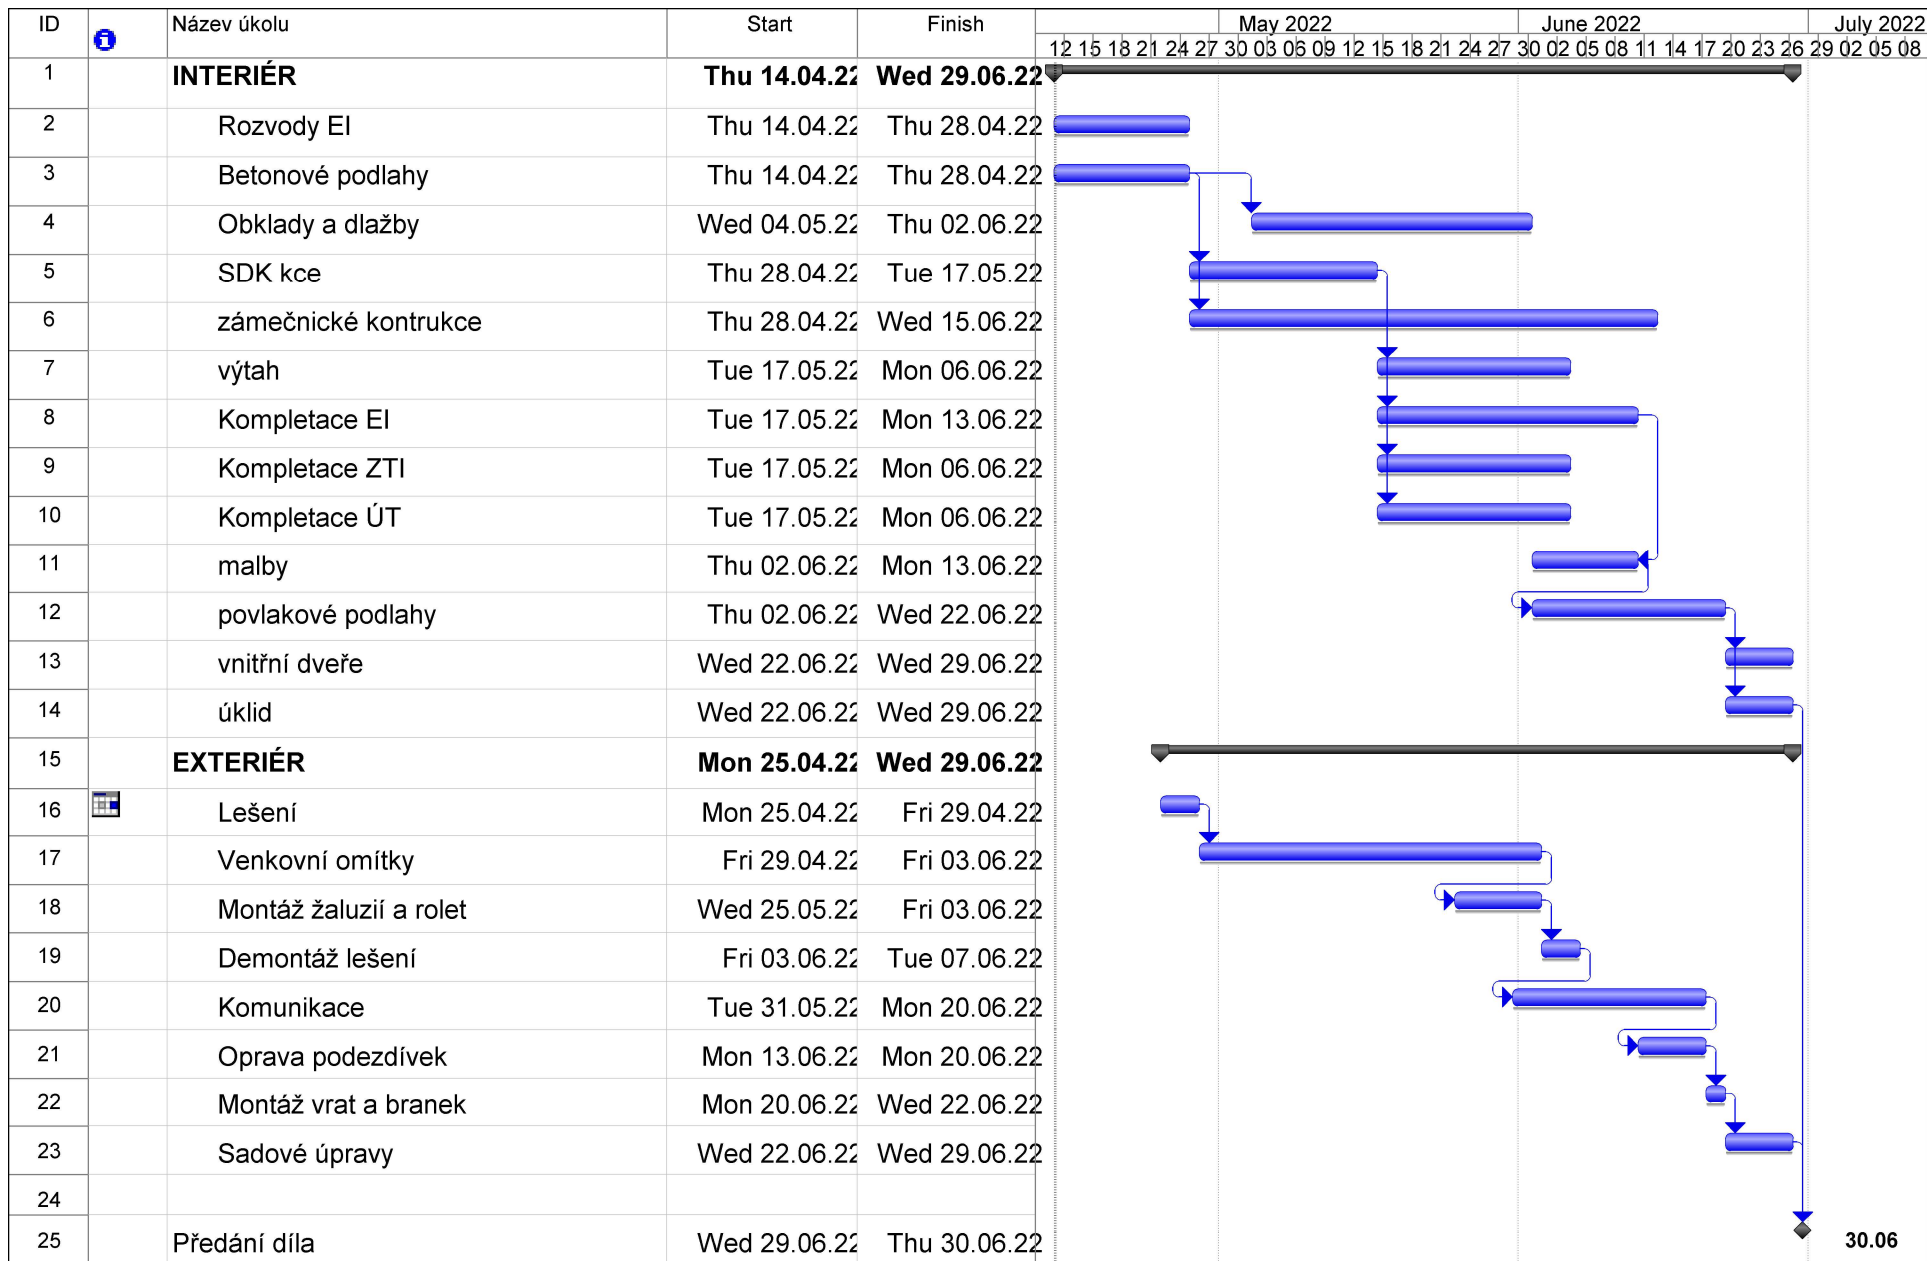 ID Název úkolu Start Finish May 2022 June 2022 July 2022
12 15 18 21 24 27 30 03 06 09 12 15 18 21 24 27 30 02 05 08 11 14 17 20 23 26 29 02 05 08
1 INTERIÉR Thu 14.04.22 Wed 29.06.22
2 Rozvody EI Thu 14.04.22 Thu 28.04.22
3 Betonové podlahy Thu 14.04.22 Thu 28.04.22
4 Obklady a dlažby Wed 04.05.22 Thu 02.06.22
5 SDK kce Thu 28.04.22 Tue 17.05.22
6 zámečnické kontrukce Thu 28.04.22 Wed 15.06.22
7 výtah Tue 17.05.22 Mon 06.06.22
8 Kompletace EI Tue 17.05.22 Mon 13.06.22
9 Kompletace ZTI Tue 17.05.22 Mon 06.06.22
10 Kompletace ÚT Tue 17.05.22 Mon 06.06.22
11 malby Thu 02.06.22 Mon 13.06.22
12 povlakové podlahy Thu 02.06.22 Wed 22.06.22
13 vnitřní dveře Wed 22.06.22 Wed 29.06.22
14 úklid Wed 22.06.22 Wed 29.06.22
15 EXTERIÉR Mon 25.04.22 Wed 29.06.22
16 Lešení Mon 25.04.22 Fri 29.04.22
17 Venkovní omítky Fri 29.04.22 Fri 03.06.22
18 Montáž žaluzií a rolet Wed 25.05.22 Fri 03.06.22
19 Demontáž lešení Fri 03.06.22 Tue 07.06.22
20 Komunikace Tue 31.05.22 Mon 20.06.22
21 Oprava podezdívek Mon 13.06.22 Mon 20.06.22
22 Montáž vrat a branek Mon 20.06.22 Wed 22.06.22
23 Sadové úpravy Wed 22.06.22 Wed 29.06.22
24
25 Předání díla Wed 29.06.22 Thu 30.06.22 30.06